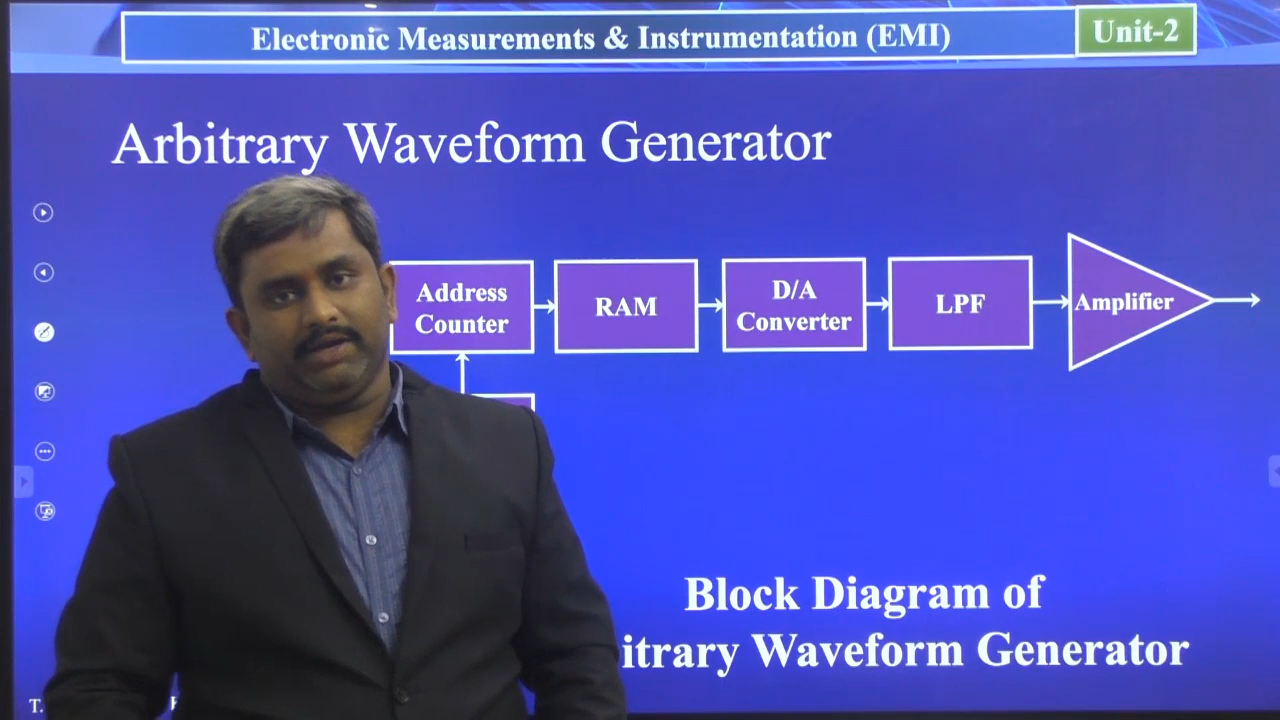 Electronic Measurements & Instrumentation (EMI)
Unit-2
Arbitrary Waveform Generator
Address
Counter
RAM
D/A
Converter
LPF
Amplifier
Block Diagram of
itrary Waveform Generator
T.